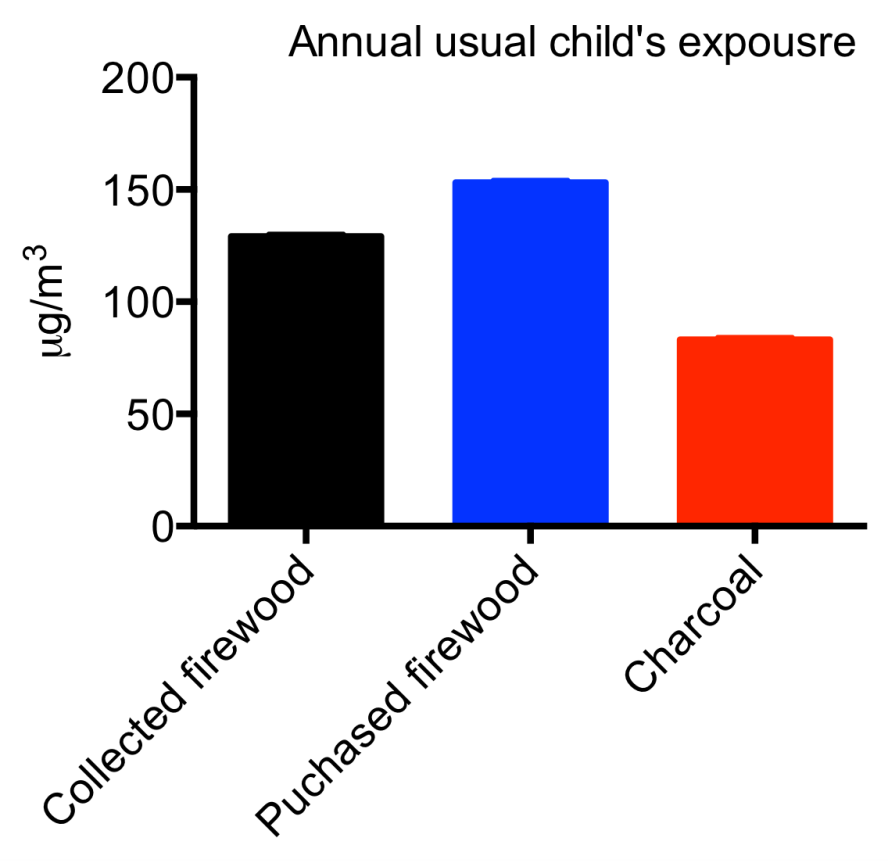 Annual usual child's expousre
200
150
100
50
0
μg/m³
Collected firewood
Puchased firewood
Charcoal